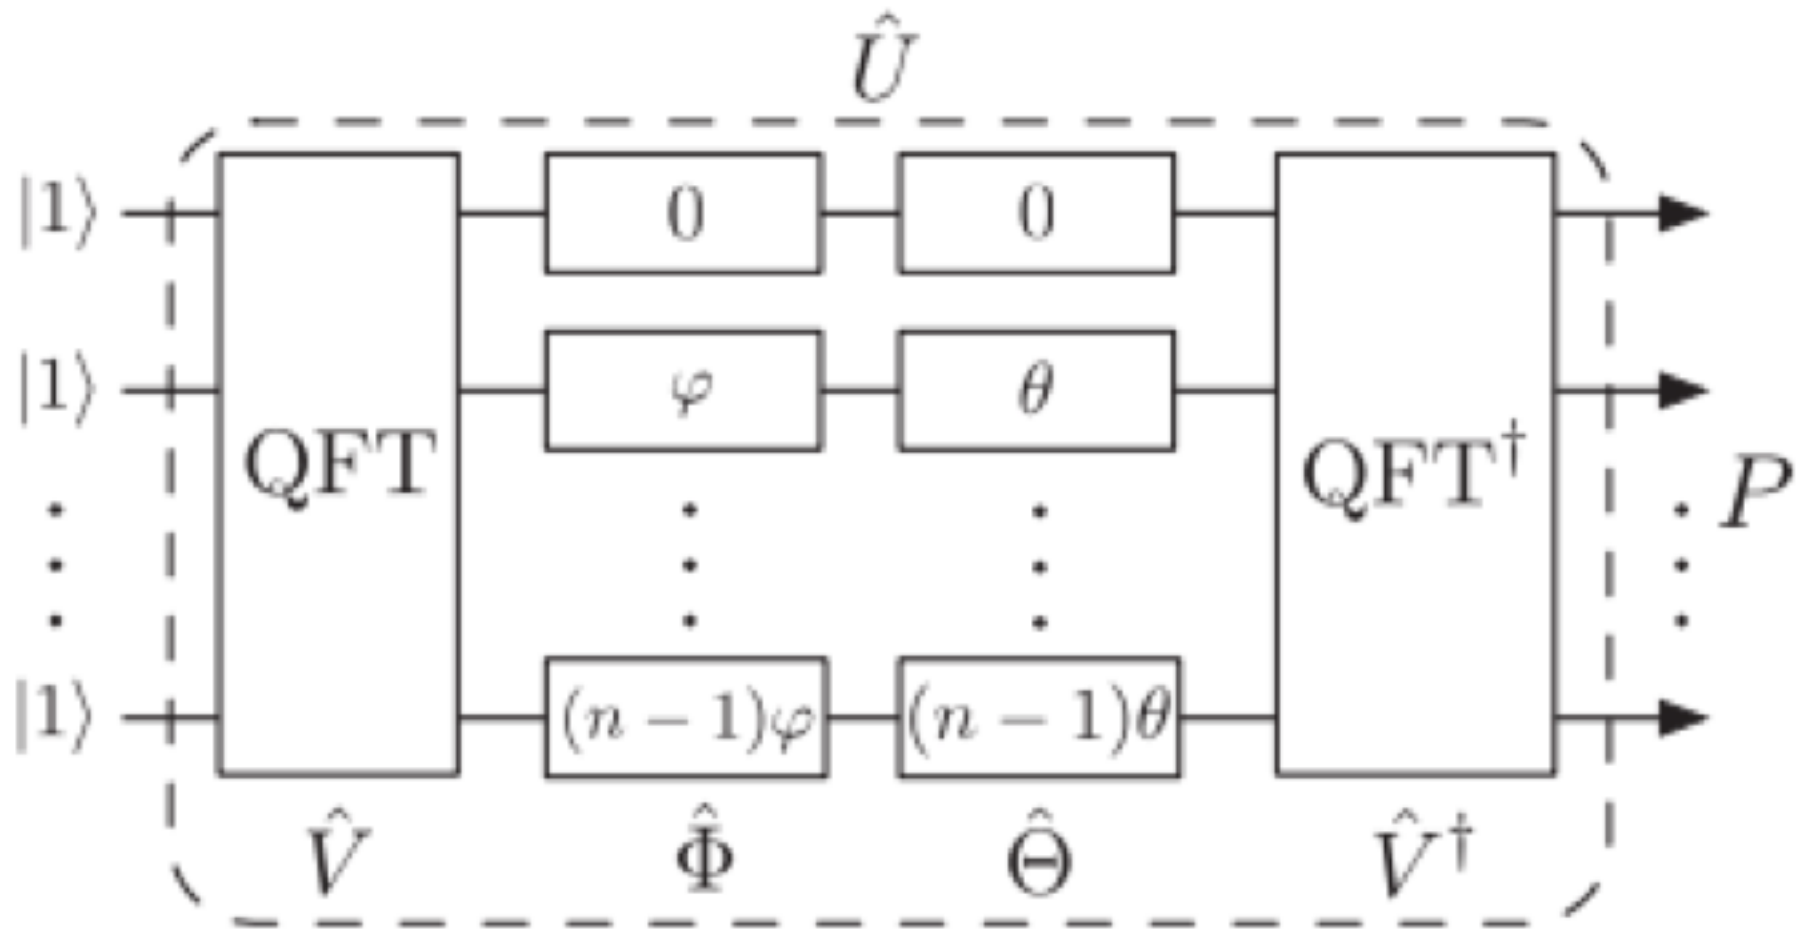 Û
|1⟩ 0 0
|1⟩ φ θ
QFT QFT†
P
|1⟩ (n − 1)φ (n − 1)θ
V̂ Φ̂ Θ̂ V̂†